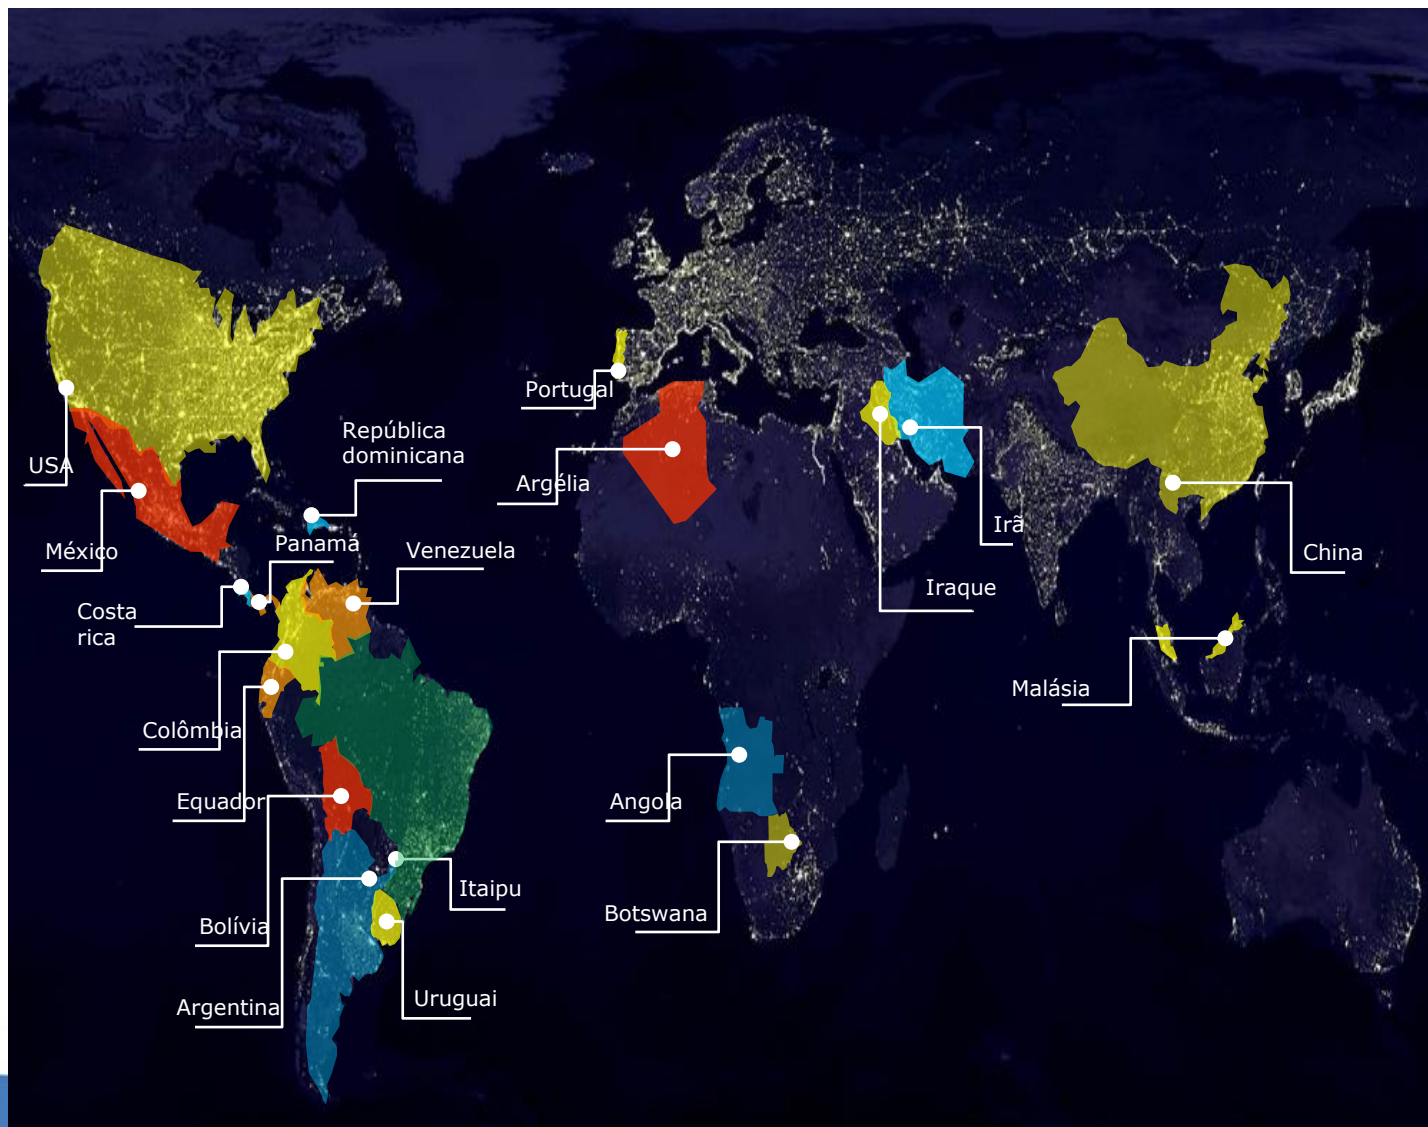 República
dominicana
Portugal
USA
Argélia
Irã
México
Panamá
Venezuela
China
Iraque
Costa
rica
Malásia
Colômbia
Equador
Angola
Itaipu
Botswana
Bolívia
Argentina
Uruguai